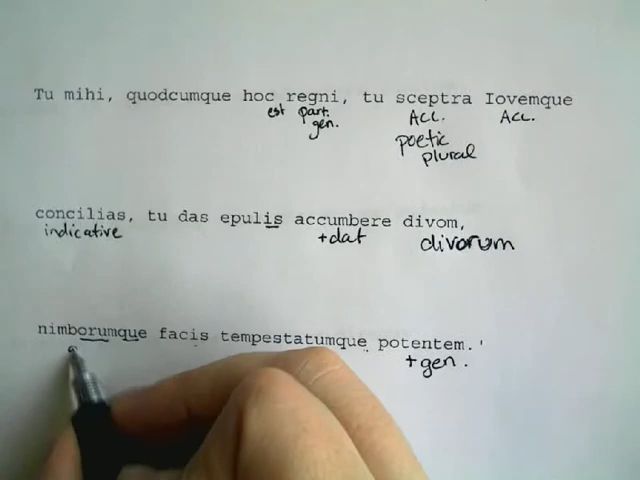 Tu mihi, quodcumque hoc regni, tu sceptra Iovemque
est part. gen. ACC. poetic plural ACC.
concilias, tu das epulis accumbere divom,
indicative +dat divorum
nimborumque facis tempestatumque potentem.'
+gen.